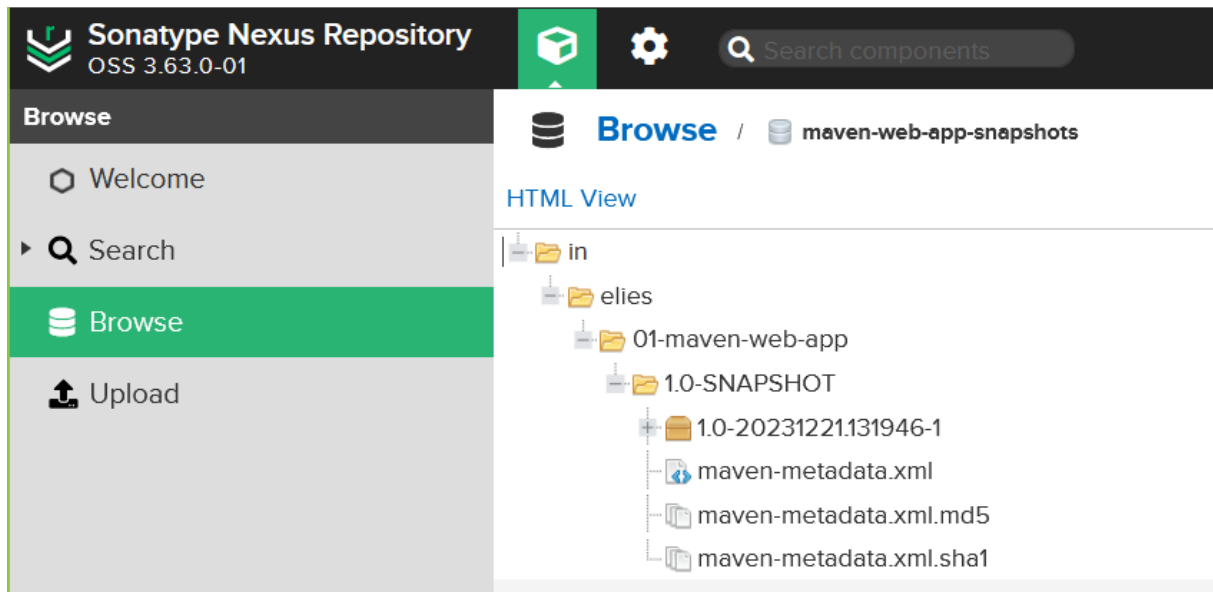 Sonatype Nexus Repository
OSS 3.63.0-01
Search components
Browse
Browse / maven-web-app-snapshots
Welcome
HTML View
Search
in
elies
Browse
01-maven-web-app
1.0-SNAPSHOT
Upload
1.0-20231221.131946-1
maven-metadata.xml
maven-metadata.xml.md5
maven-metadata.xml.sha1